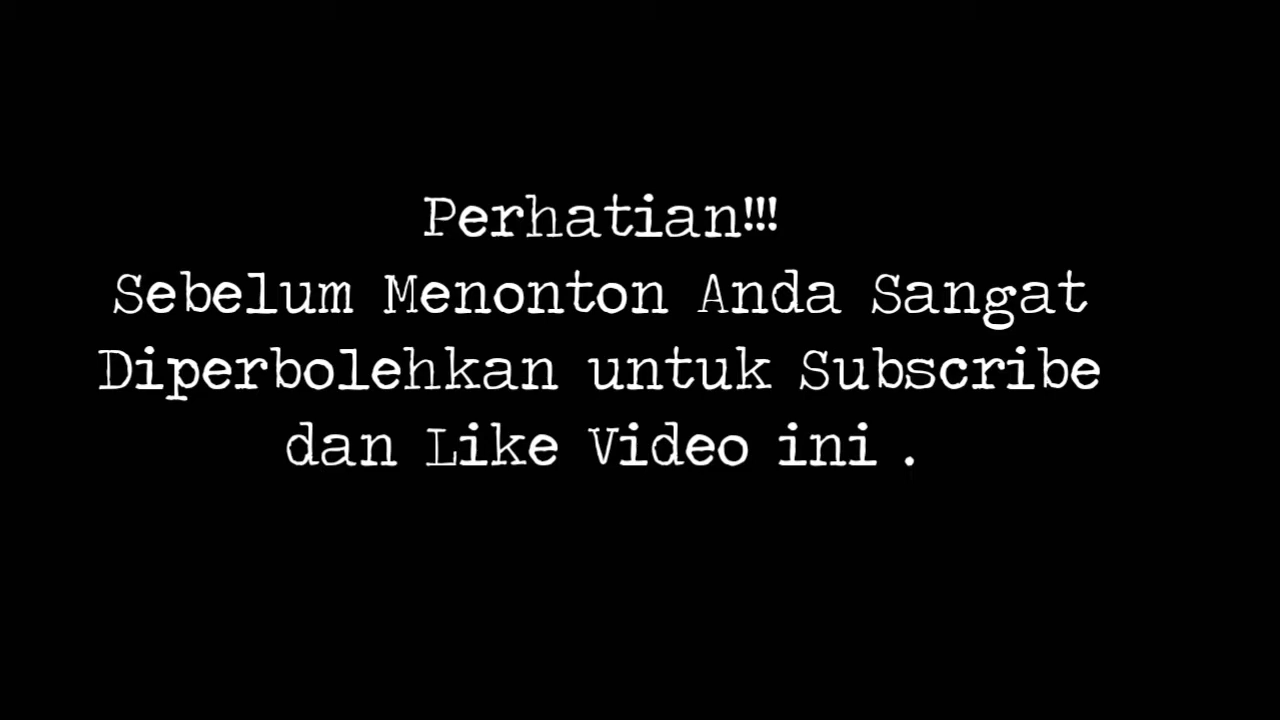 Perhatian!!!
Sebelum Menonton Anda Sangat
Diperbolehkan untuk Subscribe
dan Like Video ini .